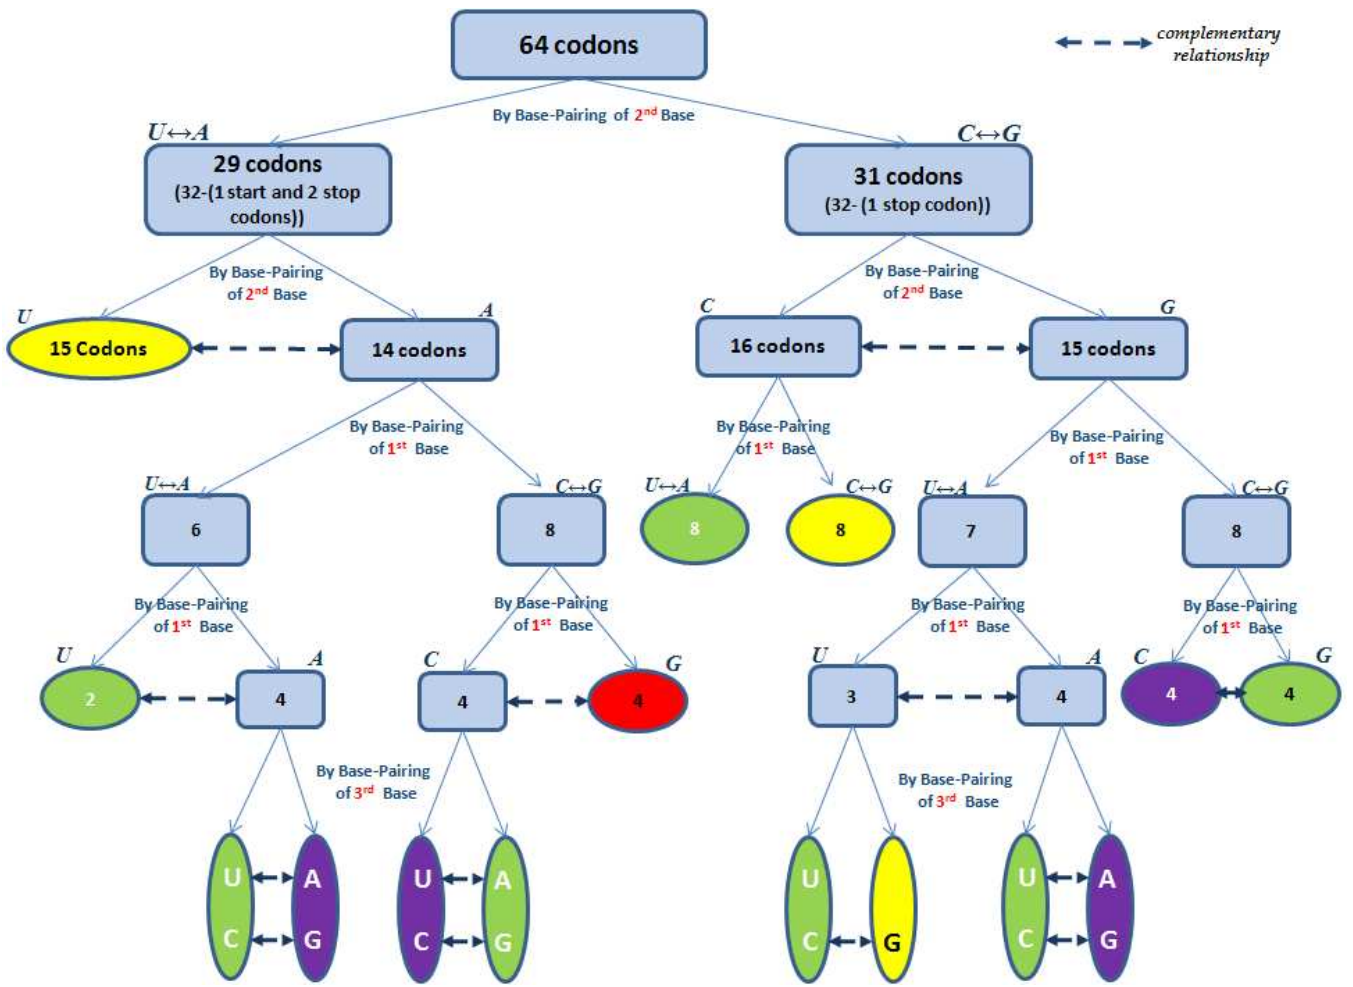 64 codons
complementary
relationship
By Base-Pairing of 2nd Base
U↔A
C↔G
29 codons
(32-(1 start and 2 stop
codons))
31 codons
(32- (1 stop codon))
By Base-Pairing
of 2nd Base
By Base-Pairing
of 2nd Base
U
A
C
G
15 Codons
14 codons
16 codons
15 codons
By Base-Pairing
of 1st Base
By Base-Pairing
of 1st Base
By Base-Pairing
of 1st Base
U↔A
C↔G
U↔A
C↔G
U↔A
C↔G
6
8
8
8
7
8
By Base-Pairing
of 1st Base
By Base-Pairing
of 1st Base
By Base-Pairing
of 1st Base
By Base-Pairing
of 1st Base
U
A
C
G
U
A
C
G
2
4
4
4
3
4
4
4
By Base-Pairing
of 3rd Base
By Base-Pairing
of 3rd Base
U A U A U U A
C G C G C G C G